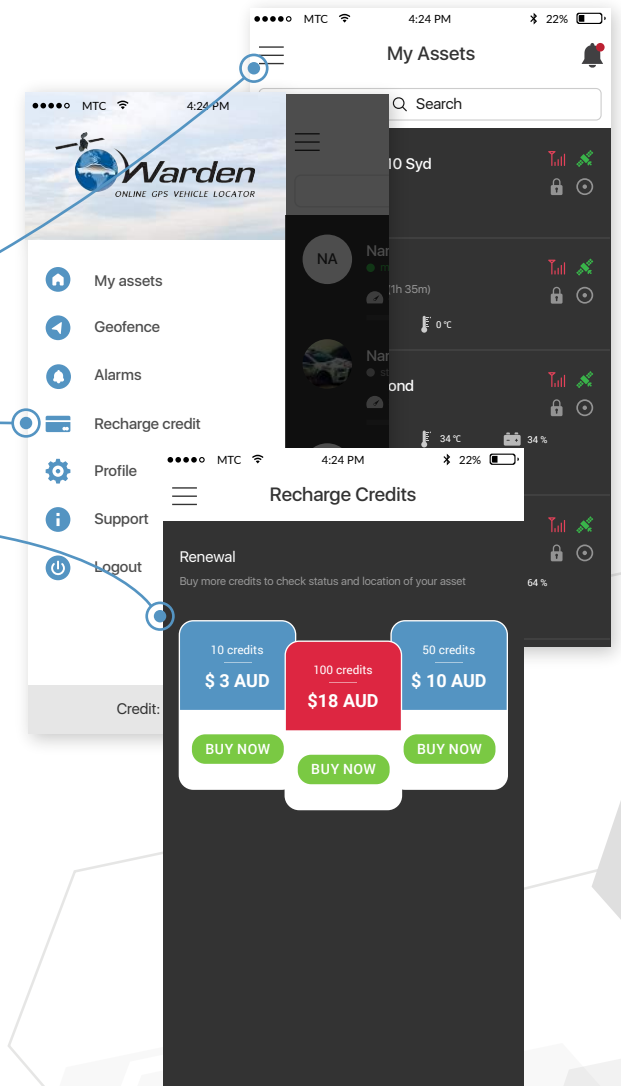 MTC 4:24 PM 22%
My Assets
Search
10 Syd
(1h 35m)
0 °C
ond
34 °C 34 %
64 %
MTC 4:24 PM
Warden
ONLINE GPS VEHICLE LOCATOR
NA
My assets
Geofence
Alarms
Recharge credit
Profile
Support
Logout
Credit:
MTC 4:24 PM 22%
Recharge Credits
Renewal
Buy more credits to check status and location of your asset
10 credits
$ 3 AUD
BUY NOW
100 credits
$18 AUD
BUY NOW
50 credits
$ 10 AUD
BUY NOW